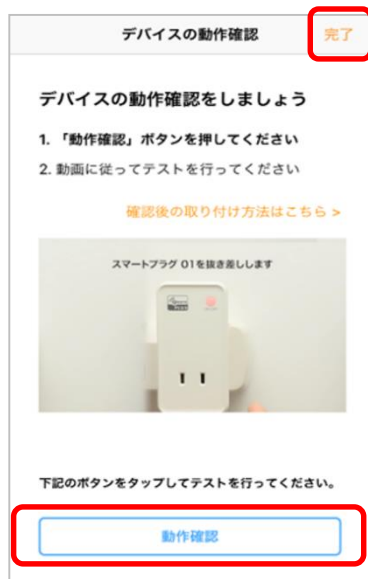 デバイスの動作確認
完了
デバイスの動作確認をしましょう
1. 「動作確認」ボタンを押してください
2. 動画に従ってテストを行ってください
確認後の取り付け方法はこちら >
スマートプラグ 01を抜き差しします
下記のボタンをタップしてテストを行ってください。
動作確認